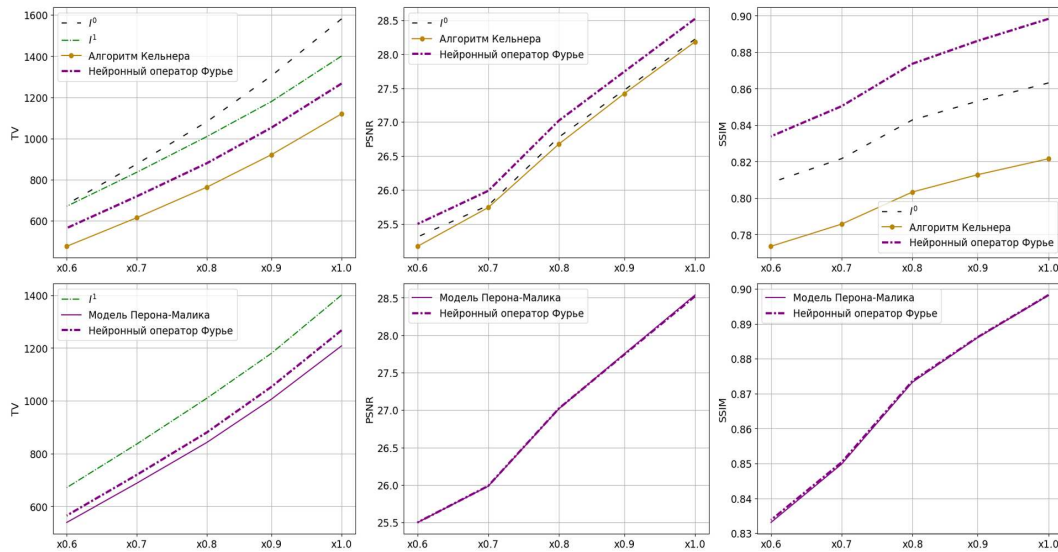 1600
1400
1200
1000
800
600
TV
I⁰
I¹
Алгоритм Кельнера
Нейронный оператор Фурье
x0.6 x0.7 x0.8 x0.9 x1.0
28.5
28.0
27.5
27.0
26.5
26.0
25.5
PSNR
I⁰
Алгоритм Кельнера
Нейронный оператор Фурье
x0.6 x0.7 x0.8 x0.9 x1.0
0.90
0.88
0.86
0.84
0.82
0.80
0.78
SSIM
I⁰
Алгоритм Кельнера
Нейронный оператор Фурье
x0.6 x0.7 x0.8 x0.9 x1.0
1400
1200
1000
800
600
TV
I¹
Модель Перона-Малика
Нейронный оператор Фурье
x0.6 x0.7 x0.8 x0.9 x1.0
28.5
28.0
27.5
27.0
26.5
26.0
25.5
PSNR
Модель Перона-Малика
Нейронный оператор Фурье
x0.6 x0.7 x0.8 x0.9 x1.0
0.90
0.89
0.88
0.87
0.86
0.85
0.84
0.83
SSIM
Модель Перона-Малика
Нейронный оператор Фурье
x0.6 x0.7 x0.8 x0.9 x1.0